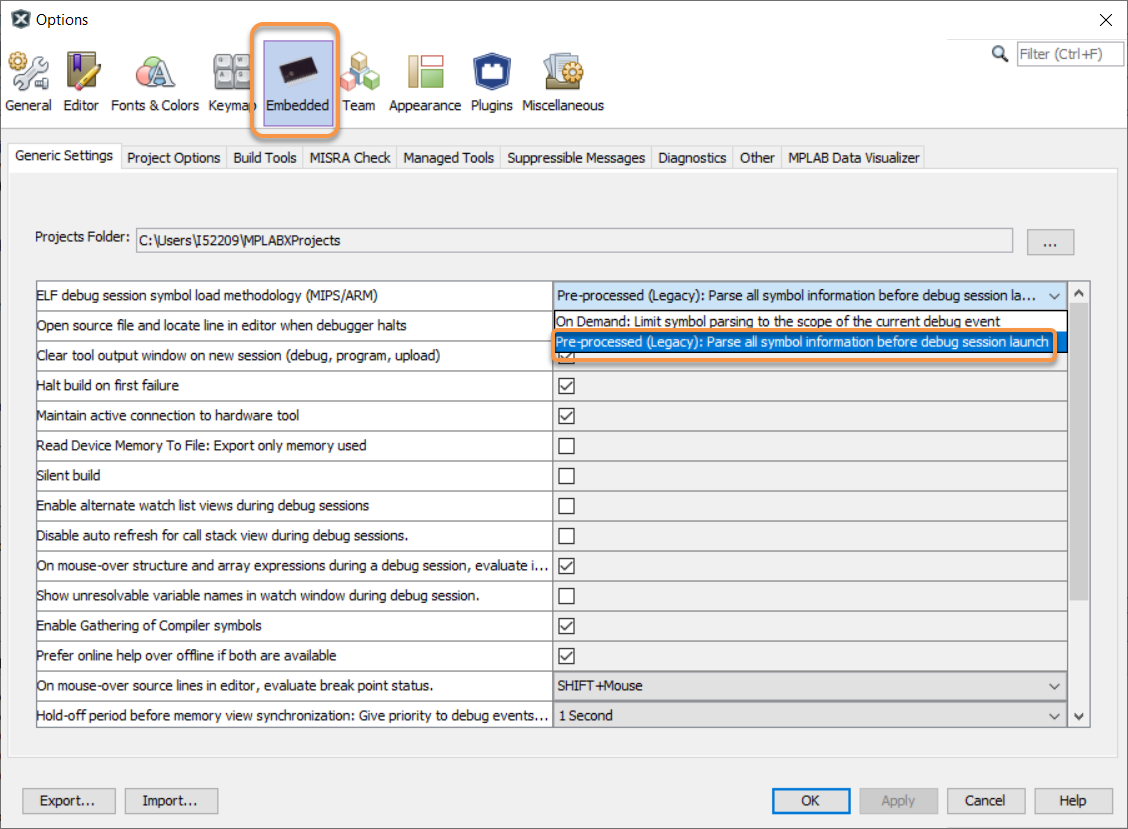 Options
Filter (Ctrl+F)
General Editor Fonts & Colors Keymap Embedded Team Appearance Plugins Miscellaneous
Generic Settings Project Options Build Tools MISRA Check Managed Tools Suppressible Messages Diagnostics Other MPLAB Data Visualizer
Projects Folder: C:\Users\I52209\MPLABXProjects ...
ELF debug session symbol load methodology (MIPS/ARM) Pre-processed (Legacy): Parse all symbol information before debug session la...
On Demand: Limit symbol parsing to the scope of the current debug event
Open source file and locate line in editor when debugger halts
Pre-processed (Legacy): Parse all symbol information before debug session launch
Clear tool output window on new session (debug, program, upload)
Halt build on first failure
Maintain active connection to hardware tool
Read Device Memory To File: Export only memory used
Silent build
Enable alternate watch list views during debug sessions
Disable auto refresh for call stack view during debug sessions.
On mouse-over structure and array expressions during a debug session, evaluate i...
Show unresolvable variable names in watch window during debug session.
Enable Gathering of Compiler symbols
Prefer online help over offline if both are available
On mouse-over source lines in editor, evaluate break point status. SHIFT+Mouse
Hold-off period before memory view synchronization: Give priority to debug events... 1 Second
Export... Import... OK Apply Cancel Help